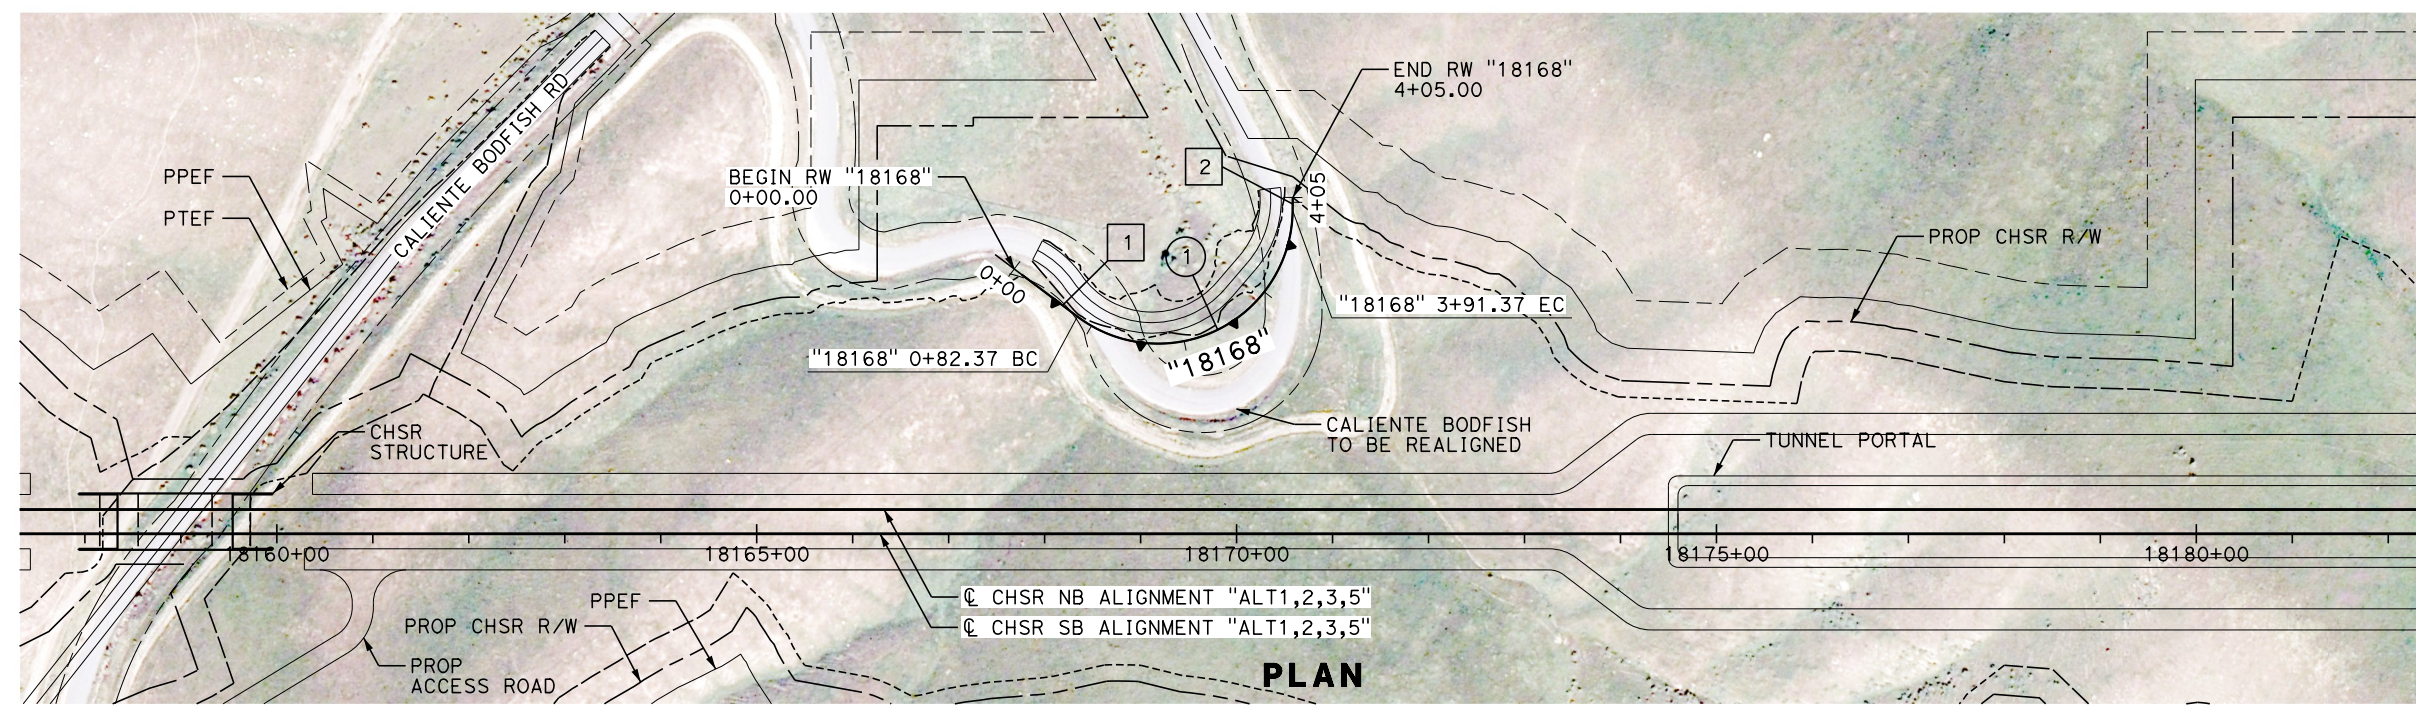 END RW "18168"
4+05.00
CALIENTE BODFISH RD
PPEF
PTEF
BEGIN RW "18168"
0+00.00
2
4+05
1
1
PROP CHSR R/W
0+00
"18168" 3+91.37 EC
"18168" 0+82.37 BC
"18168"
CALIENTE BODFISH
TO BE REALIGNED
CHSR
STRUCTURE
TUNNEL PORTAL
18160+00
18165+00
18170+00
18175+00
18180+00
℄ CHSR NB ALIGNMENT "ALT1,2,3,5"
℄ CHSR SB ALIGNMENT "ALT1,2,3,5"
PPEF
PROP CHSR R/W
PROP
ACCESS ROAD
PLAN